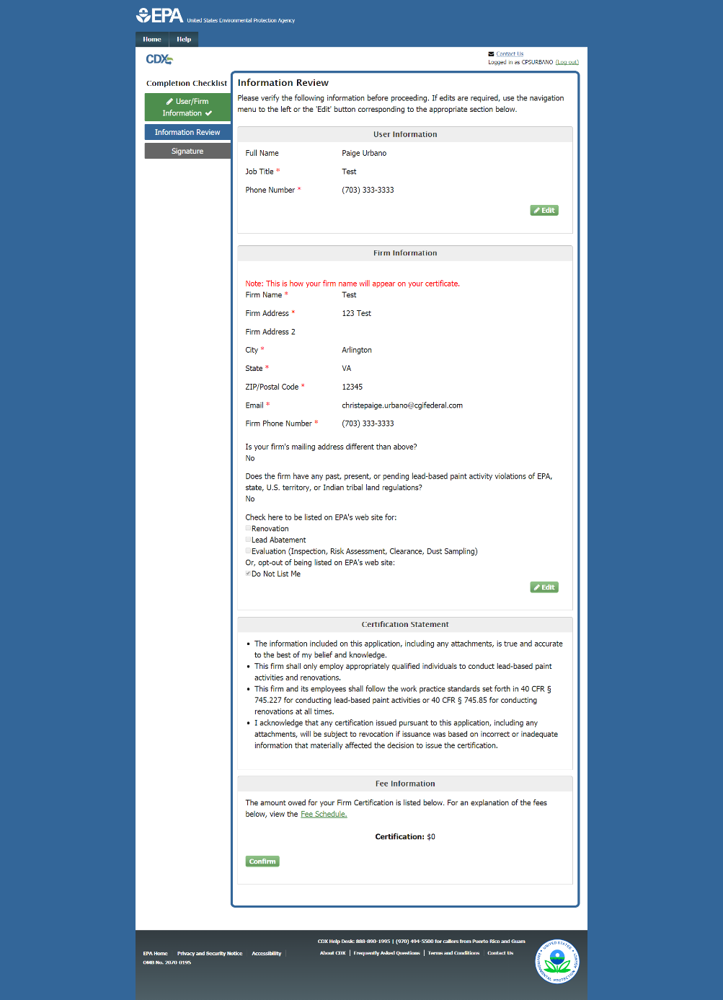 EPA United States Environmental Protection Agency
Home Help
CDX
Contact Us
Logged in as CPSURBANO (Log out)
Completion Checklist
User/Firm
Information
Information Review
Signature
Information Review
Please verify the following information before proceeding. If edits are required, use the navigation
menu to the left or the 'Edit' button corresponding to the appropriate section below.
User Information
Full Name Paige Urbano
Job Title * Test
Phone Number * (703) 333-3333
Edit
Firm Information
Note: This is how your firm name will appear on your certificate.
Firm Name * Test
Firm Address * 123 Test
Firm Address 2
City * Arlington
State * VA
ZIP/Postal Code * 12345
Email * christepaige.urbano@cgifederal.com
Firm Phone Number * (703) 333-3333
Is your firm's mailing address different than above?
No
Does the firm have any past, present, or pending lead-based paint activity violations of EPA,
state, U.S. territory, or Indian tribal land regulations?
No
Check here to be listed on EPA's web site for:
Renovation
Lead Abatement
Evaluation (Inspection, Risk Assessment, Clearance, Dust Sampling)
Or, opt-out of being listed on EPA's web site:
Do Not List Me
Edit
Certification Statement
• The information included on this application, including any attachments, is true and accurate
to the best of my belief and knowledge.
• This firm shall only employ appropriately qualified individuals to conduct lead-based paint
activities and renovations.
• This firm and its employees shall follow the work practice standards set forth in 40 CFR §
745.227 for conducting lead-based paint activities or 40 CFR § 745.85 for conducting
renovations at all times.
• I acknowledge that any certification issued pursuant to this application, including any
attachments, will be subject to revocation if issuance was based on incorrect or inadequate
information that materially affected the decision to issue the certification.
Fee Information
The amount owed for your Firm Certification is listed below. For an explanation of the fees
below, view the Fee Schedule.
Certification: $0
Confirm
CDX Help Desk: 888-890-1995 | (970) 494-5500 for callers from Puerto Rico and Guam
EPA Home Privacy and Security Notice Accessibility | About CDX | Frequently Asked Questions | Terms and Conditions | Contact Us
OMB No. 2070-0195
UNITED STATES
ENVIRONMENTAL PROTECTION AGENCY